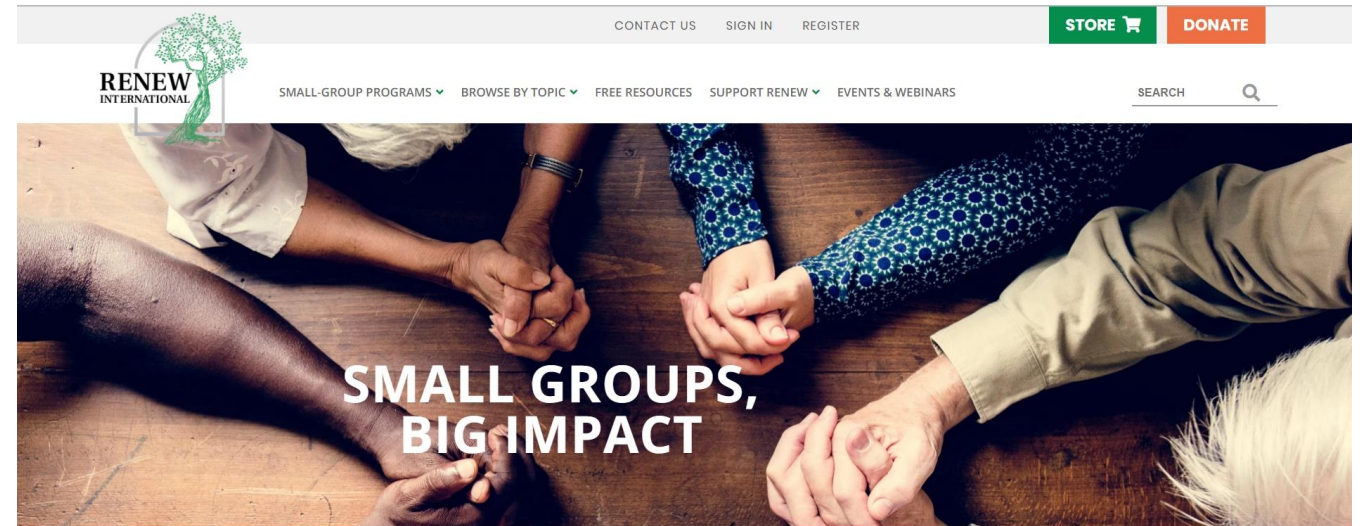 CONTACT US SIGN IN REGISTER STORE DONATE
RENEW
INTERNATIONAL
SMALL-GROUP PROGRAMS BROWSE BY TOPIC FREE RESOURCES SUPPORT RENEW EVENTS & WEBINARS SEARCH
SMALL GROUPS,
BIG IMPACT